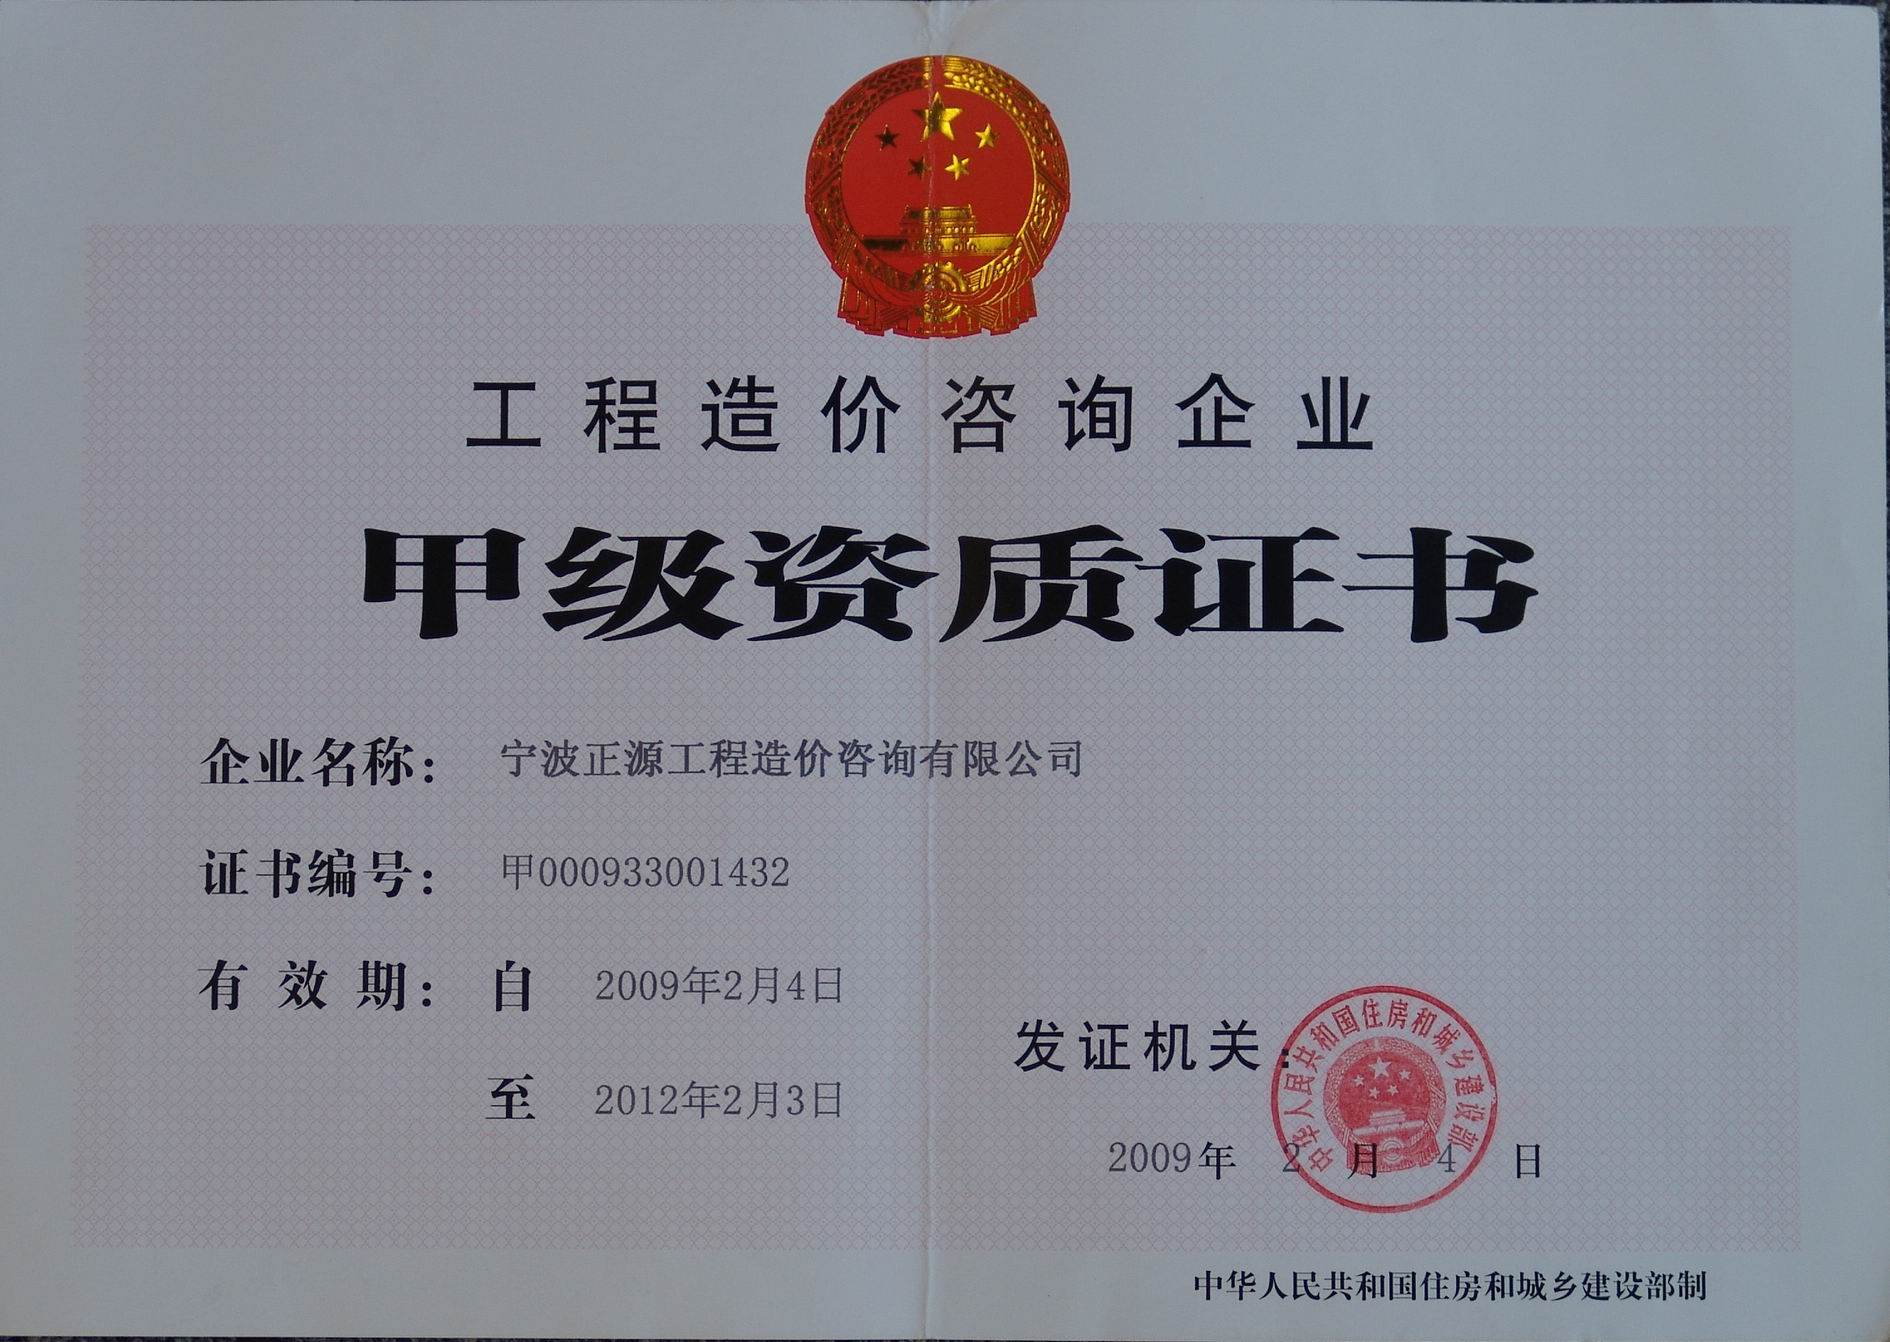 工程造价咨询企业
甲级资质证书
企业名称： 宁波正源工程造价咨询有限公司
证书编号： 甲000933001432
有效期： 自 2009年2月4日
至 2012年2月3日
发证机关：
中华人民共和国住房和城乡建设部
2009年 2 月 4 日
中华人民共和国住房和城乡建设部制